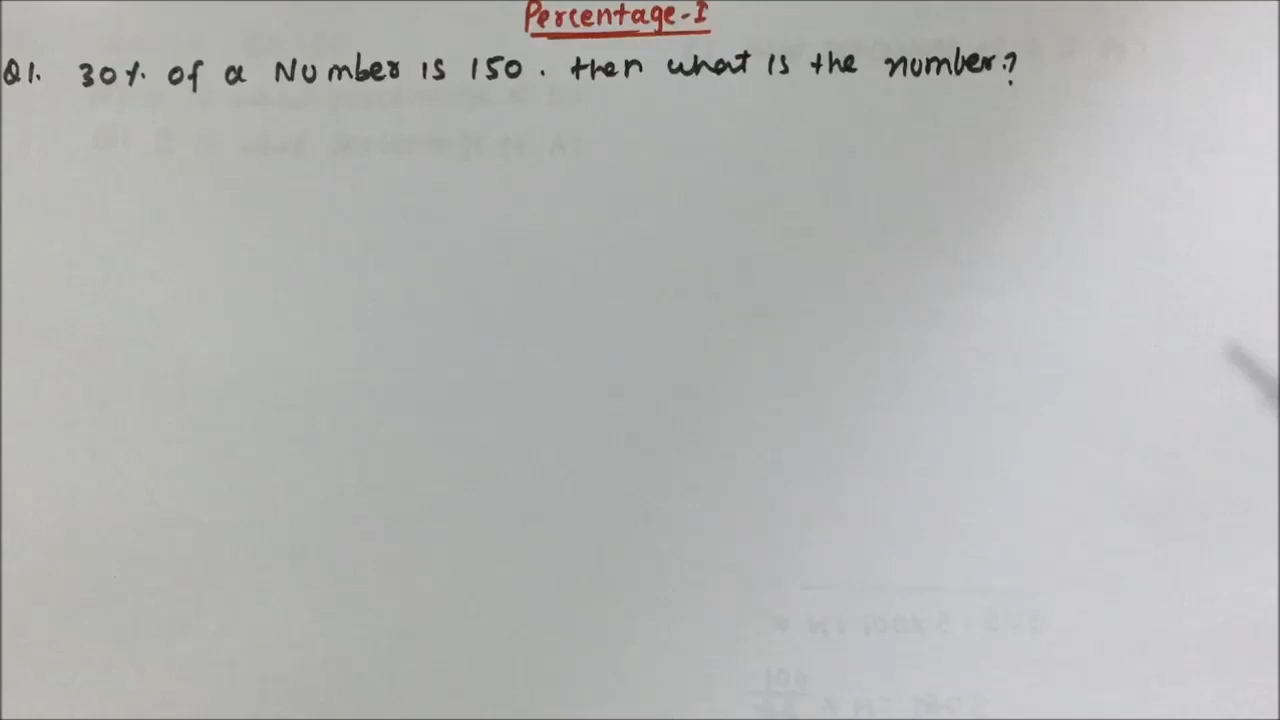 Percentage-I
Q1. 30% of a Number is 150. then what is the number.?